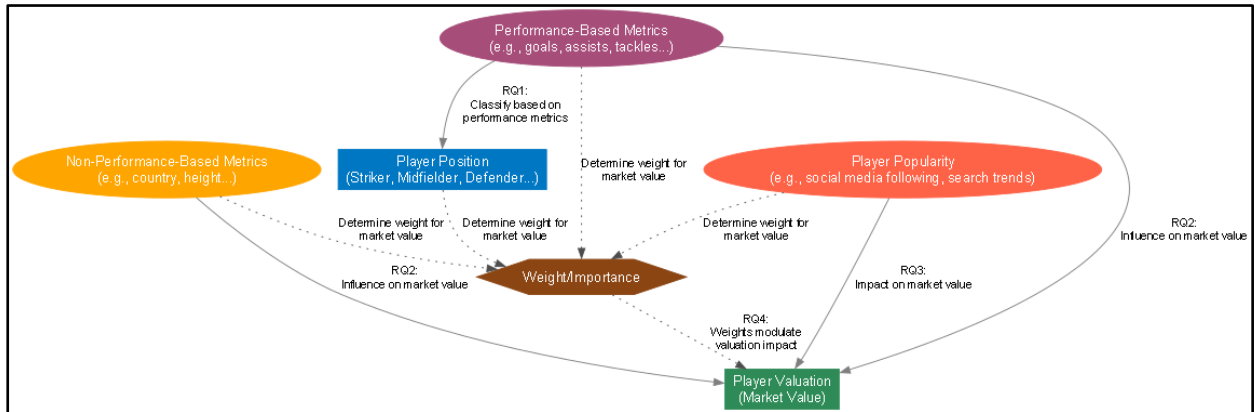 Performance-Based Metrics
(e.g., goals, assists, tackles...)
RQ1:
Classify based on
performance metrics
Non-Performance-Based Metrics
(e.g., country, height...)
Player Position
(Striker, Midfielder, Defender...)
Determine weight for
market value
Player Popularity
(e.g., social media following, search trends)
Determine weight for
market value
Determine weight for
market value
Determine weight for
market value
RQ2:
Influence on market value
RQ2:
Influence on market value
Weight/Importance
RQ3:
Impact on market value
RQ4:
Weights modulate
valuation impact
Player Valuation
(Market Value)